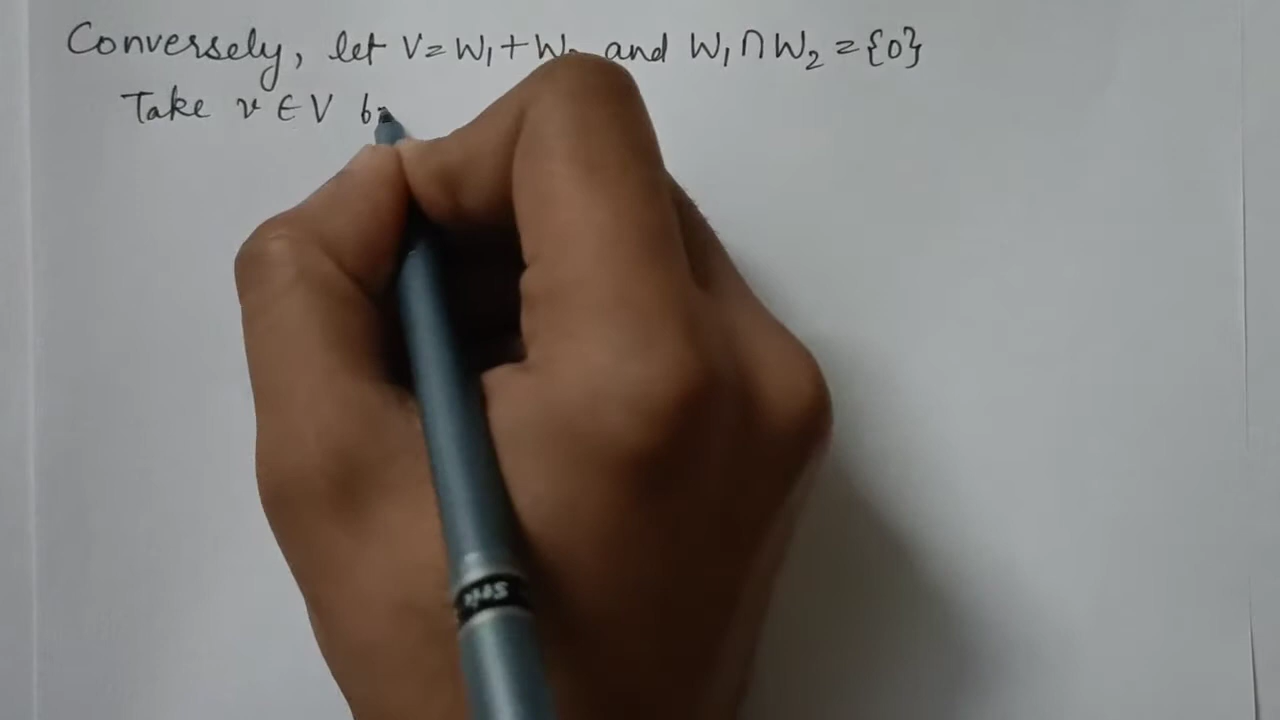 Conversely, let V=W₁+W₂ and W₁∩W₂={0}
Take v∈V